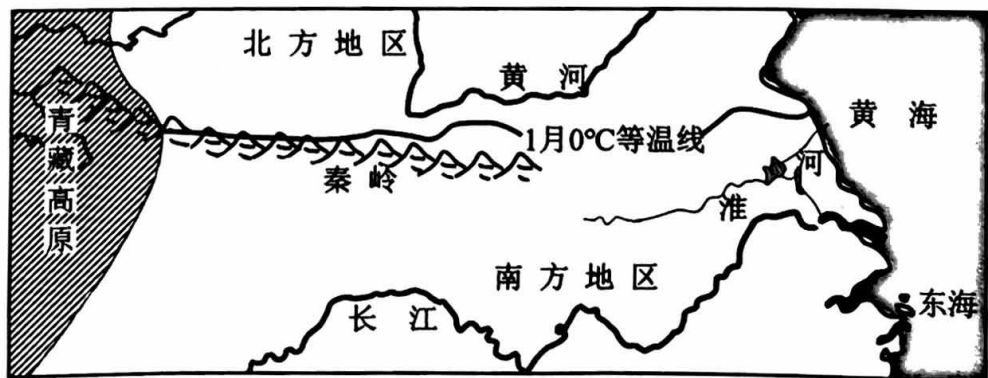 北方地区
黄河
黄海
青藏高原
1月0℃等温线
秦岭
淮河
南方地区
长江
东海